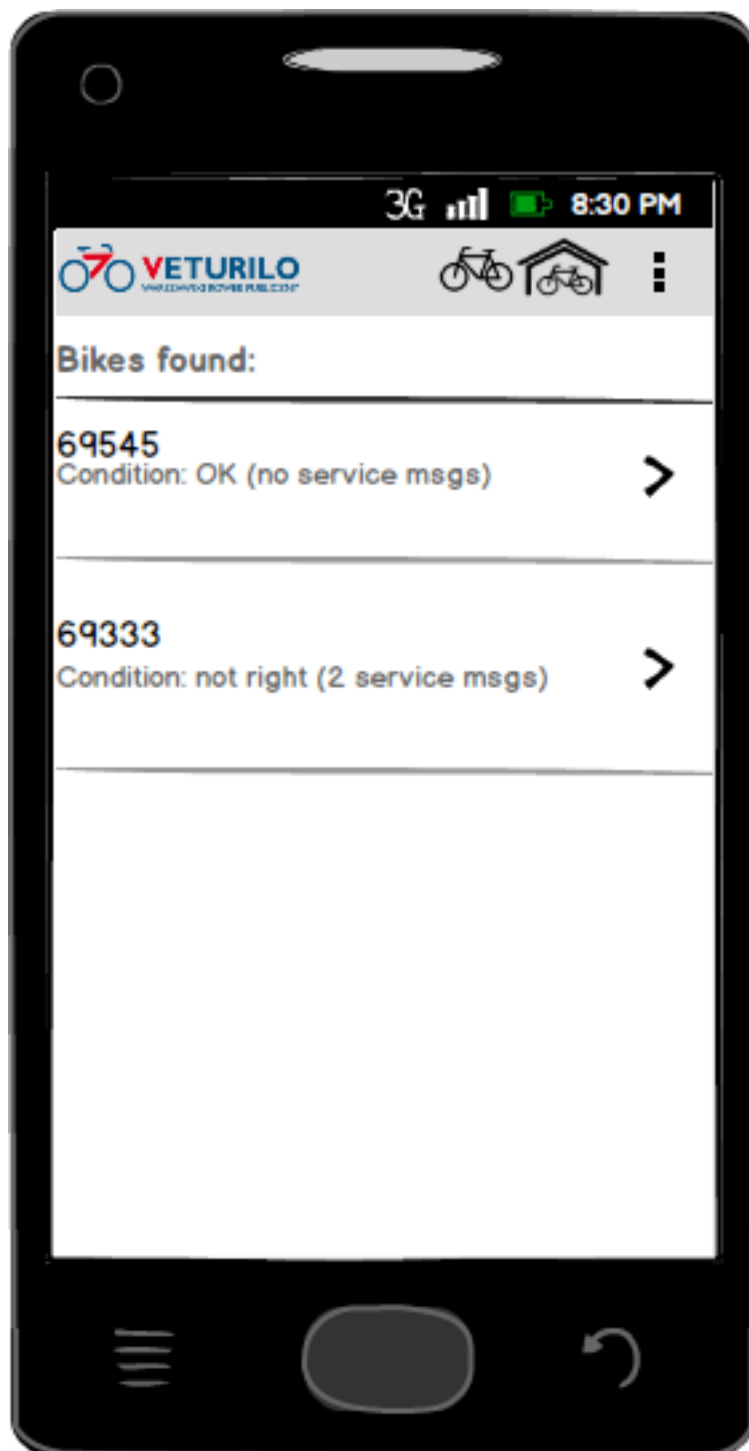 3G 8:30 PM
VETURILO
Bikes found:
69545
Condition: OK (no service msgs)
69333
Condition: not right (2 service msgs)